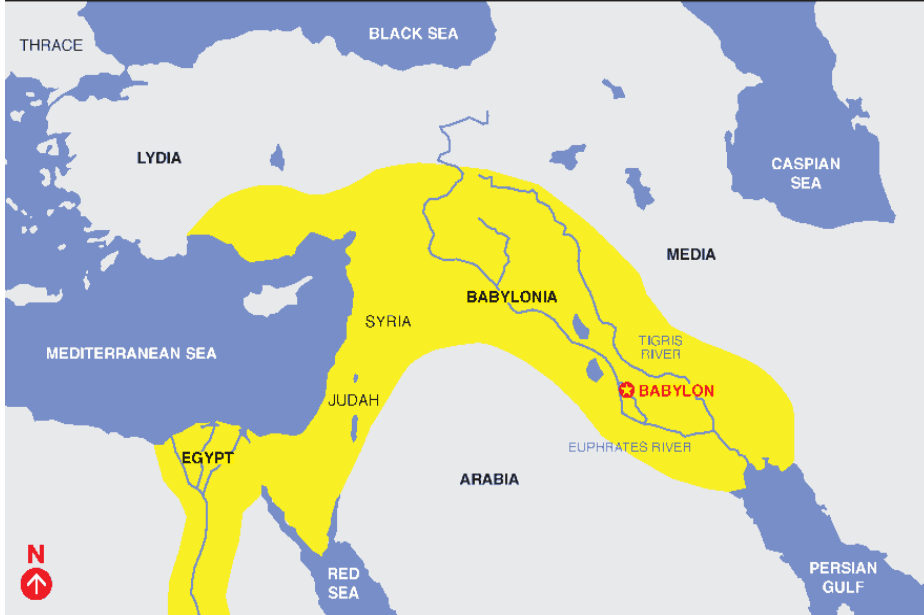 BLACK SEA
THRACE
LYDIA
CASPIAN
SEA
MEDIA
BABYLONIA
SYRIA
TIGRIS
RIVER
MEDITERRANEAN SEA
BABYLON
JUDAH
EUPHRATES RIVER
EGYPT
ARABIA
N
RED
SEA
PERSIAN
GULF